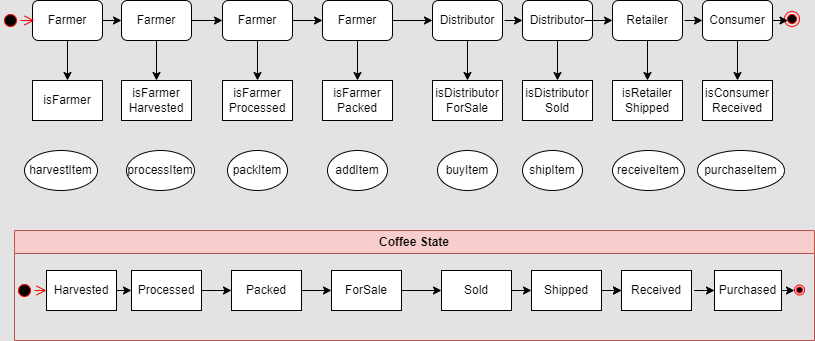 Farmer Farmer Farmer Farmer Distributor Distributor Retailer Consumer
isFarmer
isFarmer
Harvested
isFarmer
Processed
isFarmer
Packed
isDistributor
ForSale
isDistributor
Sold
isRetailer
Shipped
isConsumer
Received
harvestItem processItem packItem addItem buyItem shipItem receiveItem purchaseItem
Coffee State
Harvested Processed Packed ForSale Sold Shipped Received Purchased